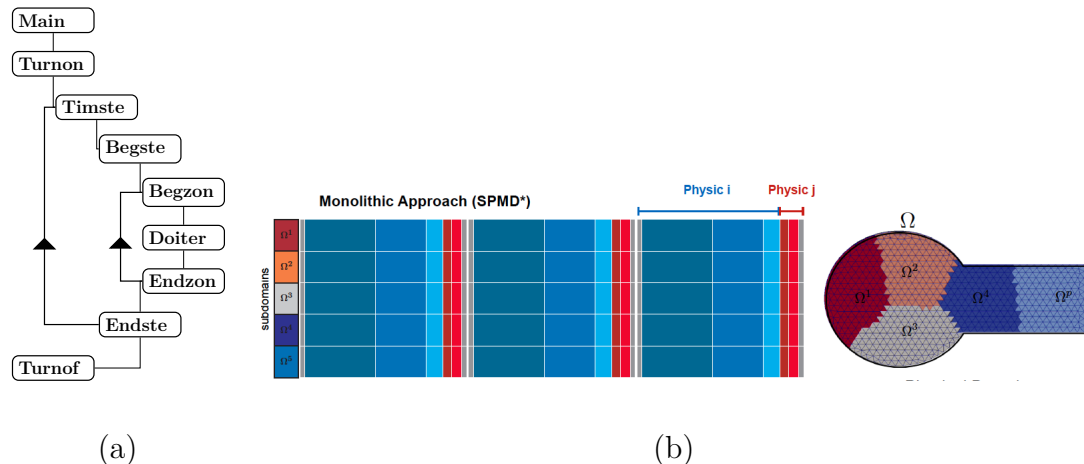 Main
Turnon
Timste
Begste
Begzon
Doiter
Endzon
Endste
Turnof
(a)
Monolithic Approach (SPMD*)
Physic i
Physic j
subdomains
Ω¹
Ω²
Ω³
Ω⁴
Ω⁵
Ω
Ω¹
Ω²
Ω³
Ω⁴
Ωᵖ
(b)